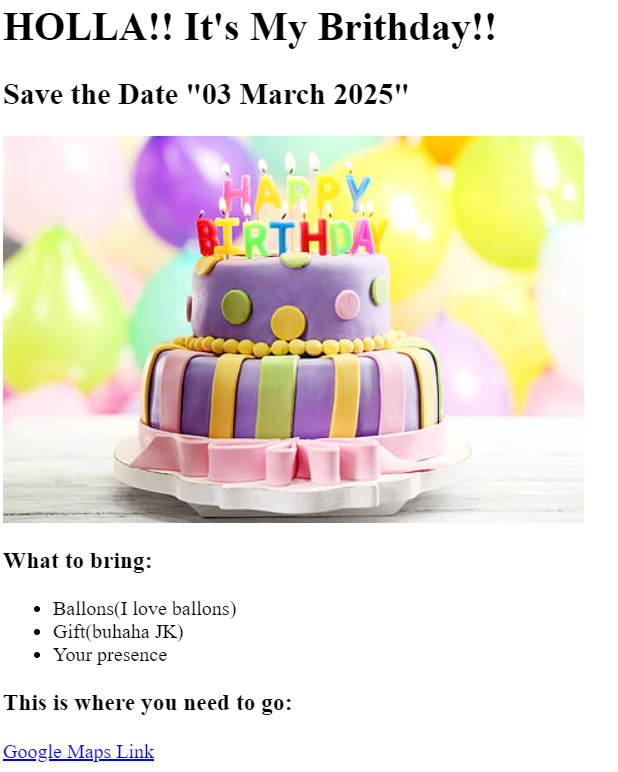 HOLLA!! It's My Brithday!!
Save the Date "03 March 2025"
HAPPY
BIRTHDAY
What to bring:
Ballons(I love ballons)
Gift(buhaha JK)
Your presence
This is where you need to go:
Google Maps Link